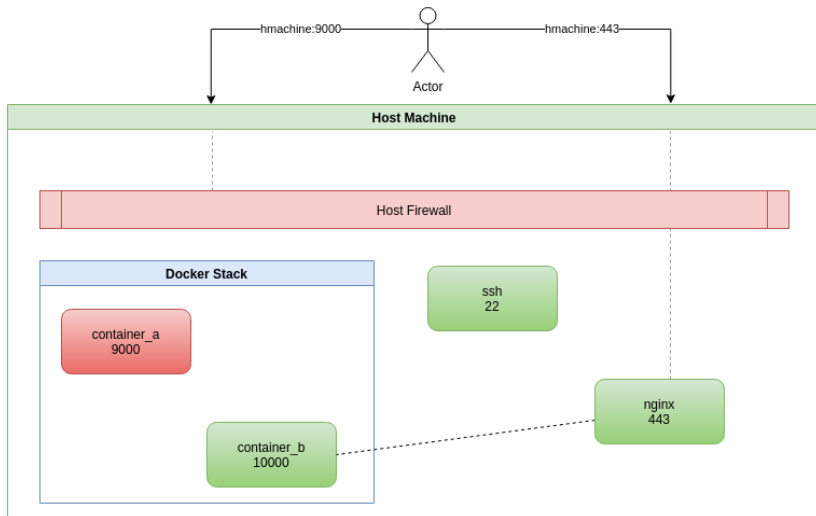 hmachine:9000
hmachine:443
Actor
Host Machine
Host Firewall
Docker Stack
ssh
22
container_a
9000
nginx
443
container_b
10000